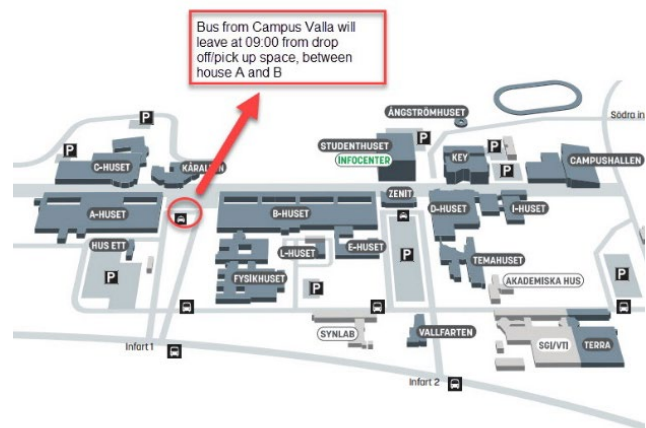 Bus from Campus Valla will
leave at 09:00 from drop
off/pick up space, between
house A and B
ÅNGSTRÖMHUSET
P
P
STUDENTHUSET
INFOCENTER
P
Södra in
P
C-HUSET
KÅRALLEN
KEY
P
P
CAMPUSHALLEN
ZENIT
A-HUSET
B-HUSET
D-HUSET
I-HUSET
HUS ETT
L-HUSET
E-HUSET
P
FYSIKHUSET
P
P
TEMAHUSET
P
AKADEMISKA HUS
SYNLAB
VALLFARTEN
SGI/VTI
TERRA
Infart 1
Infart 2